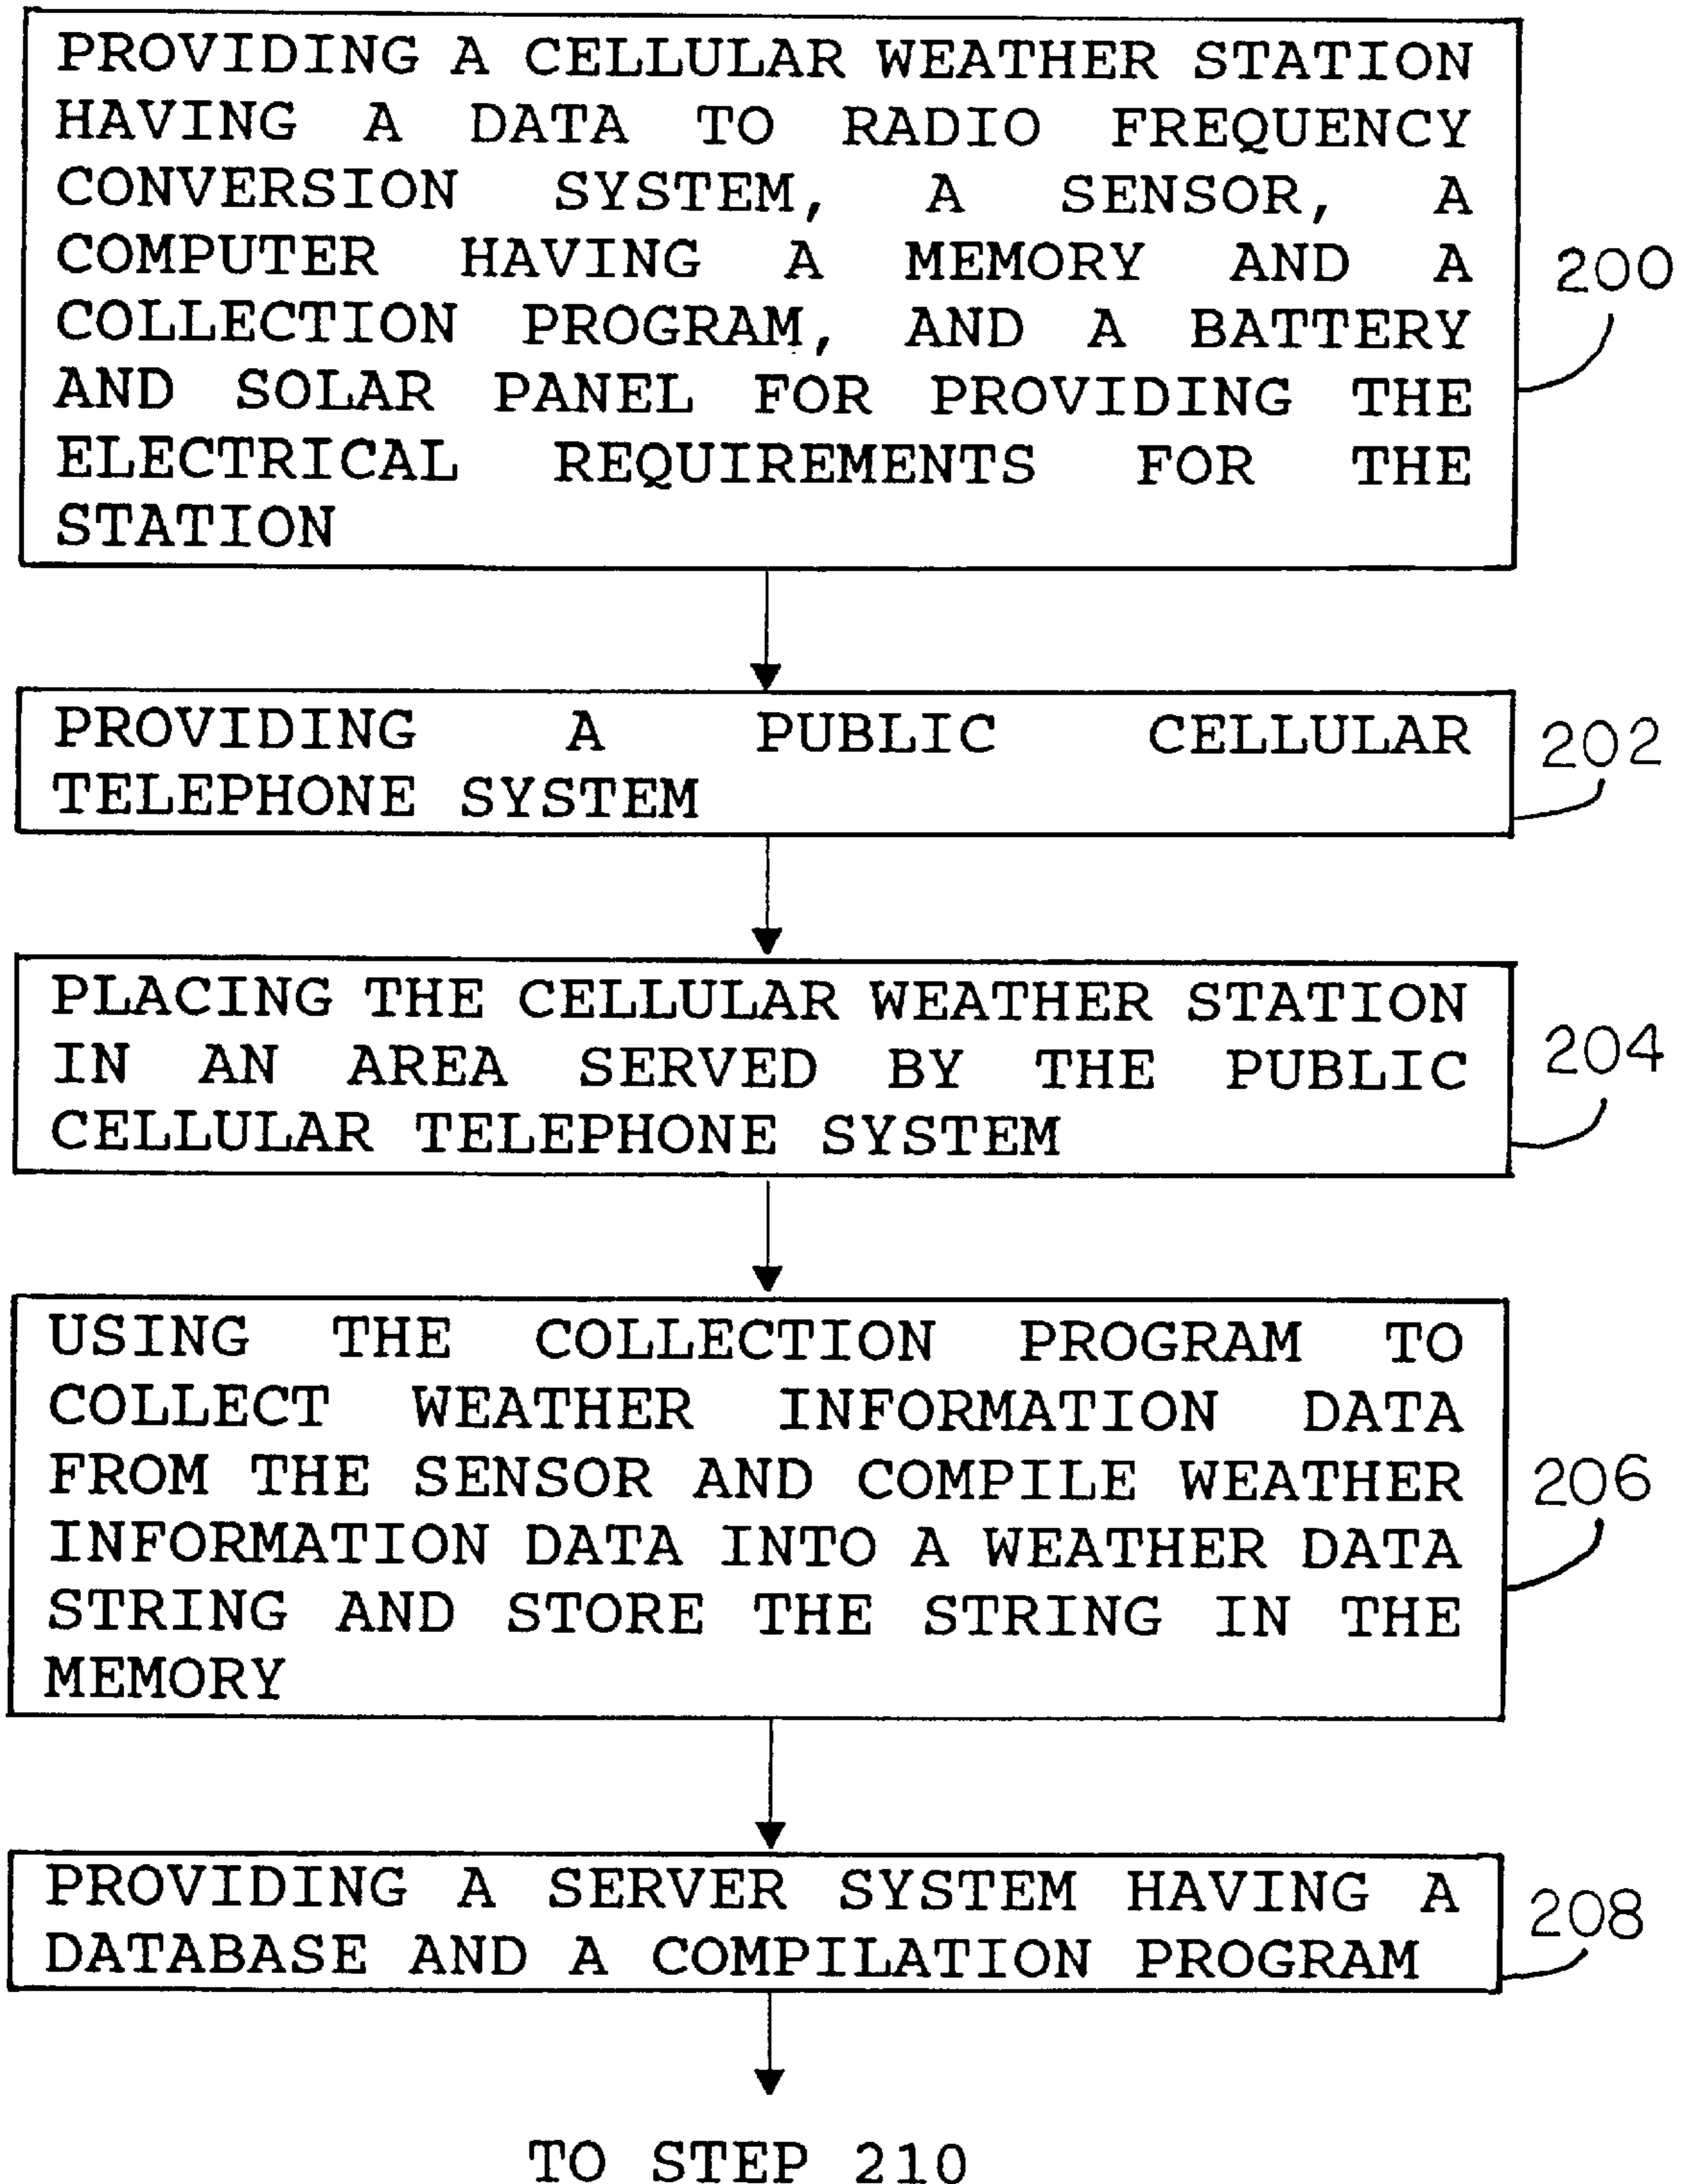 PROVIDING A CELLULAR WEATHER STATION
HAVING A DATA TO RADIO FREQUENCY
CONVERSION SYSTEM, A SENSOR, A
COMPUTER HAVING A MEMORY AND A
COLLECTION PROGRAM, AND A BATTERY
AND SOLAR PANEL FOR PROVIDING THE
ELECTRICAL REQUIREMENTS FOR THE
STATION
200
PROVIDING A PUBLIC CELLULAR
TELEPHONE SYSTEM
202
PLACING THE CELLULAR WEATHER STATION
IN AN AREA SERVED BY THE PUBLIC
CELLULAR TELEPHONE SYSTEM
204
USING THE COLLECTION PROGRAM TO
COLLECT WEATHER INFORMATION DATA
FROM THE SENSOR AND COMPILE WEATHER
INFORMATION DATA INTO A WEATHER DATA
STRING AND STORE THE STRING IN THE
MEMORY
206
PROVIDING A SERVER SYSTEM HAVING A
DATABASE AND A COMPILATION PROGRAM
208
TO STEP 210